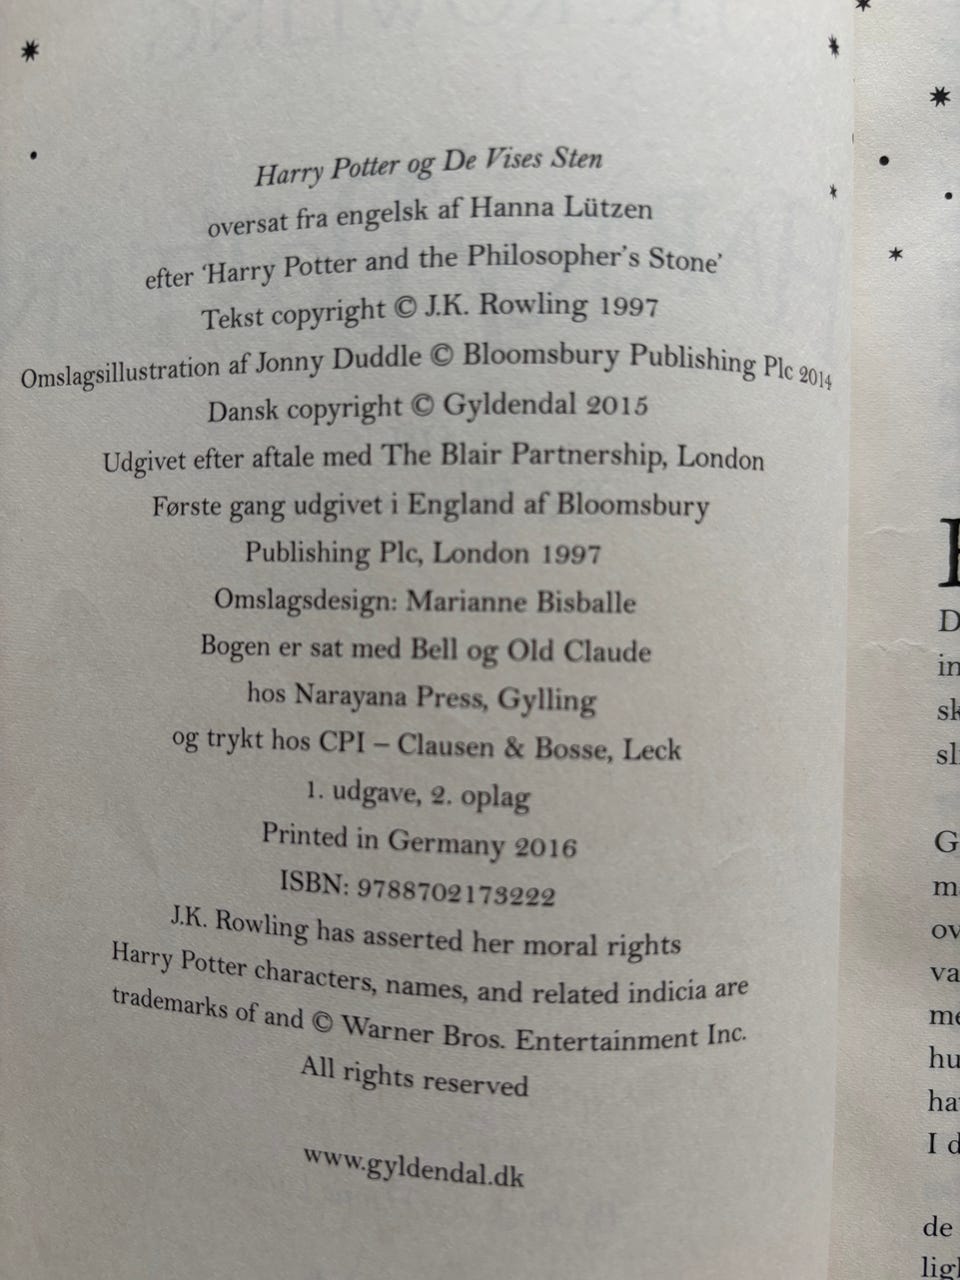 Harry Potter og De Vises Sten
oversat fra engelsk af Hanna Lützen
efter ‘Harry Potter and the Philosopher’s Stone’
Tekst copyright © J.K. Rowling 1997
Omslagsillustration af Jonny Duddle © Bloomsbury Publishing Plc 2014
Dansk copyright © Gyldendal 2015
Udgivet efter aftale med The Blair Partnership, London
Første gang udgivet i England af Bloomsbury
Publishing Plc, London 1997
Omslagsdesign: Marianne Bisballe
Bogen er sat med Bell og Old Claude
hos Narayana Press, Gylling
og trykt hos CPI – Clausen & Bosse, Leck
1. udgave, 2. oplag
Printed in Germany 2016
ISBN: 9788702173222
J.K. Rowling has asserted her moral rights
Harry Potter characters, names, and related indicia are
trademarks of and © Warner Bros. Entertainment Inc.
All rights reserved
www.gyldendal.dk
I d
de